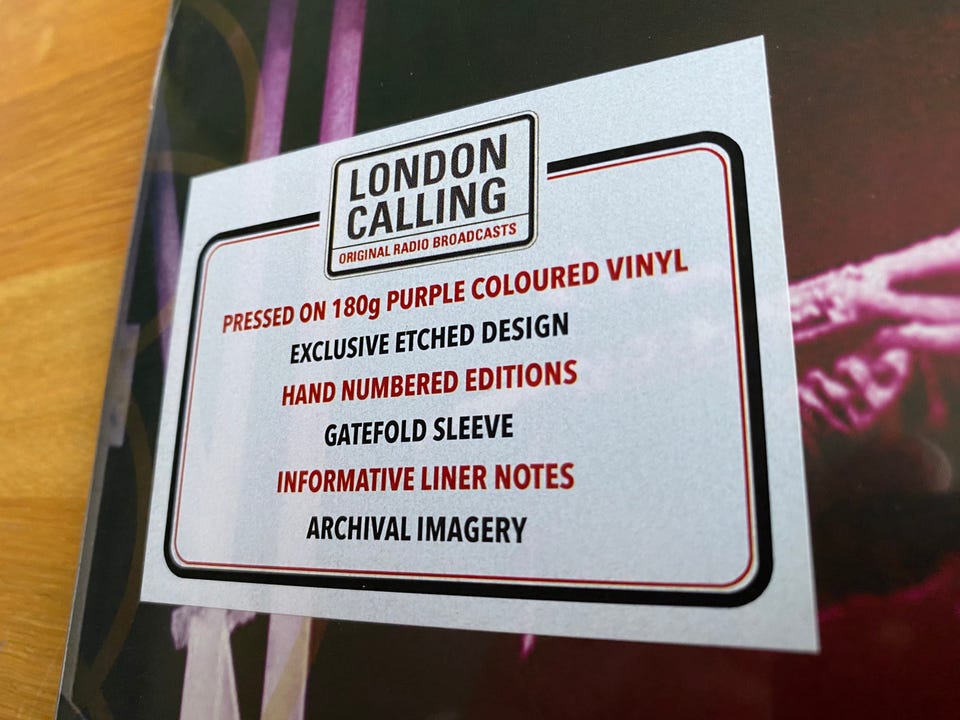 LONDON
CALLING
ORIGINAL RADIO BROADCASTS
PRESSED ON 180g PURPLE COLOURED VINYL
EXCLUSIVE ETCHED DESIGN
HAND NUMBERED EDITIONS
GATEFOLD SLEEVE
INFORMATIVE LINER NOTES
ARCHIVAL IMAGERY